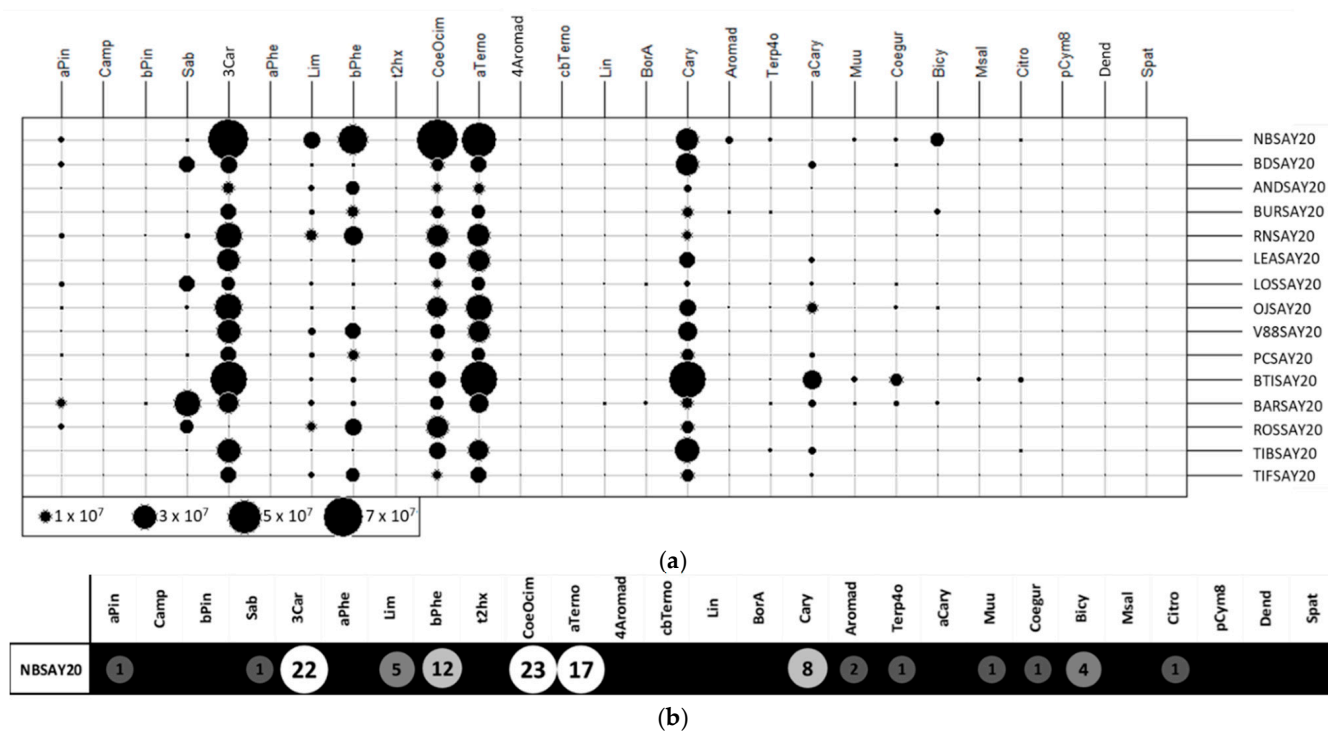 aPin Camp bPin Sab 3Car aPhe Lim bPhe t2hx CoeOcim aTerno 4Aromad cbTerno Lin BorA Cary Aromad Terp4o aCary Muu Coegur Bicy Msal Citro pCym8 Dend Spat
NBSAY20
BDSAY20
ANDSAY20
BURSAY20
RNSAY20
LEASAY20
LOSSAY20
OJSAY20
V88SAY20
PCSAY20
BTISAY20
BARSAY20
ROSSAY20
TIBSAY20
TIFSAY20
1 x 10⁷ 3 x 10⁷ 5 x 10⁷ 7 x 10⁷
(a)
aPin Camp bPin Sab 3Car aPhe Lim bPhe t2hx CoeOcim aTerno 4Aromad cbTerno Lin BorA Cary Aromad Terp4o aCary Muu Coegur Bicy Msal Citro pCym8 Dend Spat
NBSAY20 1 1 22 5 12 23 17 8 2 1 1 1 4 1
(b)